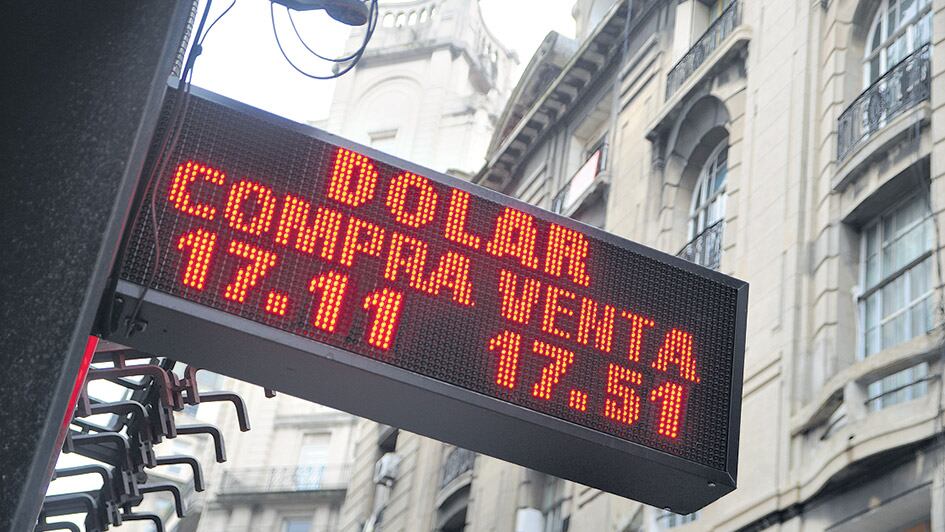 DOLAR
COMPRA VENTA
17.11 17.51